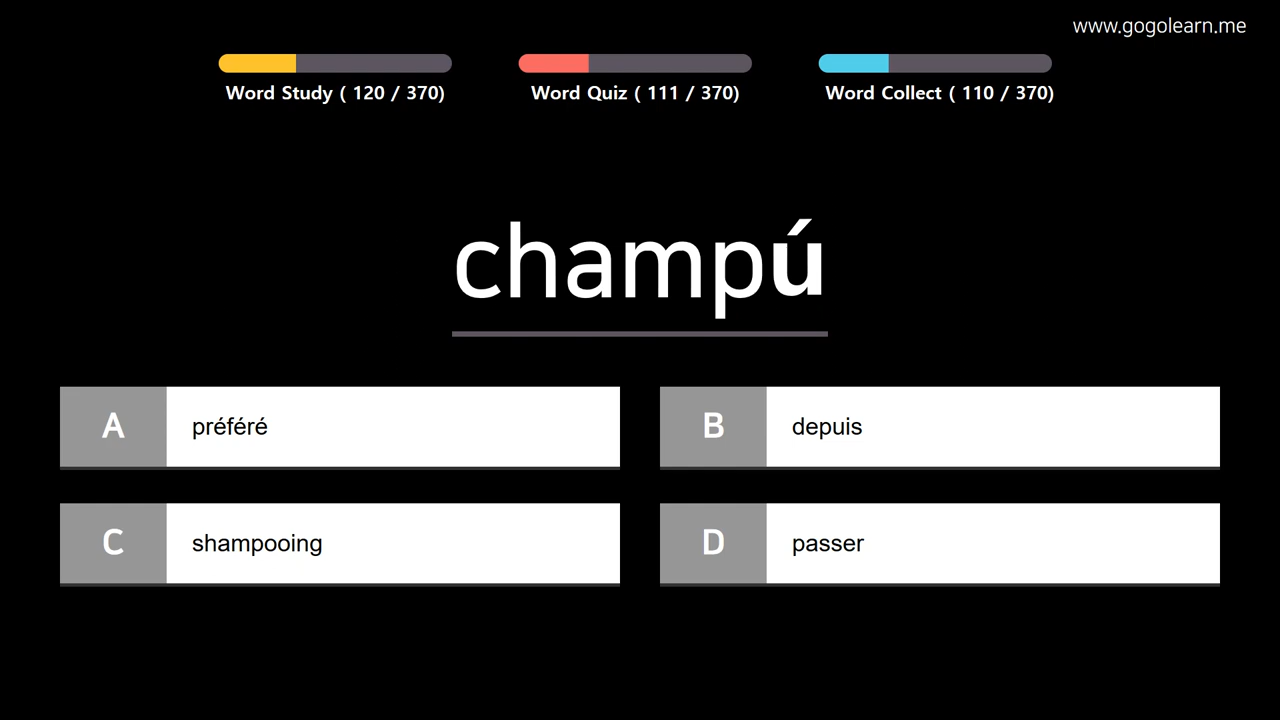 www.gogolearn.me
Word Study ( 120 / 370)
Word Quiz ( 111 / 370)
Word Collect ( 110 / 370)
champú
A préféré
B depuis
C shampooing
D passer